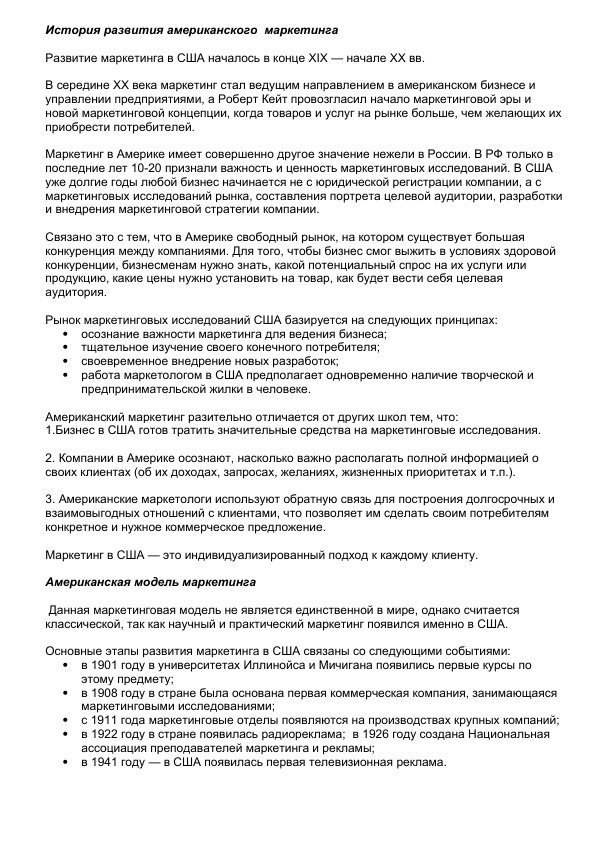 История развития американского  маркетинга
Развитие маркетинга в США началось в конце XIX — начале XX вв.
В середине XX века маркетинг стал ведущим направлением в американском бизнесе и
управлении предприятиями, а Роберт Кейт провозгласил начало маркетинговой эры и
новой маркетинговой концепции, когда товаров и услуг на рынке больше, чем желающих их
приобрести потребителей.
Маркетинг в Америке имеет совершенно другое значение нежели в России. В РФ только в
последние лет 10-20 признали важность и ценность маркетинговых исследований. В США
уже долгие годы любой бизнес начинается не с юридической регистрации компании, а с
маркетинговых исследований рынка, составления портрета целевой аудитории, разработки
и внедрения маркетинговой стратегии компании.
Связано это с тем, что в Америке свободный рынок, на котором существует большая
конкуренция между компаниями. Для того, чтобы бизнес смог выжить в условиях здоровой
конкуренции, бизнесменам нужно знать, какой потенциальный спрос на их услуги или
продукцию, какие цены нужно установить на товар, как будет вести себя целевая
аудитория.
Рынок маркетинговых исследований США базируется на следующих принципах:
• осознание важности маркетинга для ведения бизнеса;
• тщательное изучение своего конечного потребителя;
• своевременное внедрение новых разработок;
• работа маркетологом в США предполагает одновременно наличие творческой и
предпринимательской жилки в человеке.
Американский маркетинг разительно отличается от других школ тем, что:
1.Бизнес в США готов тратить значительные средства на маркетинговые исследования.
2. Компании в Америке осознают, насколько важно располагать полной информацией о
своих клиентах (об их доходах, запросах, желаниях, жизненных приоритетах и т.п.).
3. Американские маркетологи используют обратную связь для построения долгосрочных и
взаимовыгодных отношений с клиентами, что позволяет им сделать своим потребителям
конкретное и нужное коммерческое предложение.
Маркетинг в США — это индивидуализированный подход к каждому клиенту.
Американская модель маркетинга
Данная маркетинговая модель не является единственной в мире, однако считается
классической, так как научный и практический маркетинг появился именно в США.
Основные этапы развития маркетинга в США связаны со следующими событиями:
• в 1901 году в университетах Иллинойса и Мичигана появились первые курсы по
этому предмету;
• в 1908 году в стране была основана первая коммерческая компания, занимающаяся
маркетинговыми исследованиями;
• с 1911 года маркетинговые отделы появляются на производствах крупных компаний;
• в 1922 году в стране появилась радиореклама;  в 1926 году создана Национальная
ассоциация преподавателей маркетинга и рекламы;
• в 1941 году — в США появилась первая телевизионная реклама.